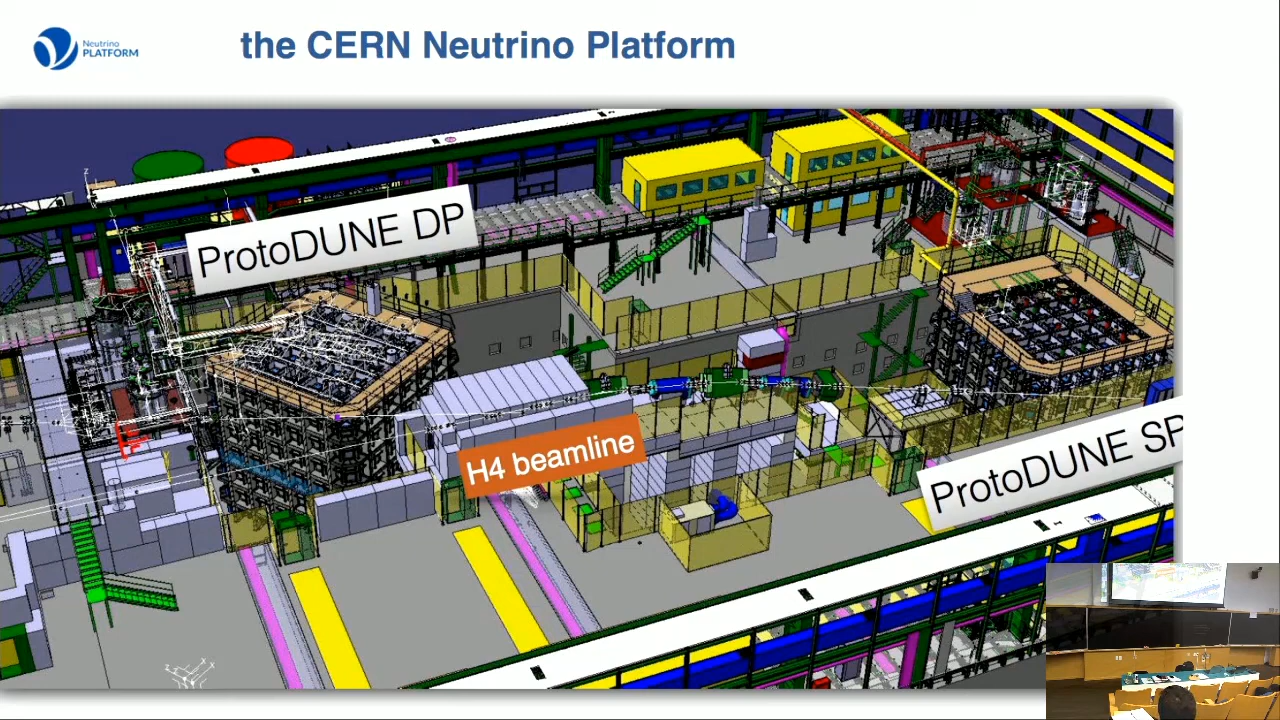 Neutrino
PLATFORM
the CERN Neutrino Platform
ProtoDUNE DP
H4 beamline
ProtoDUNE SP